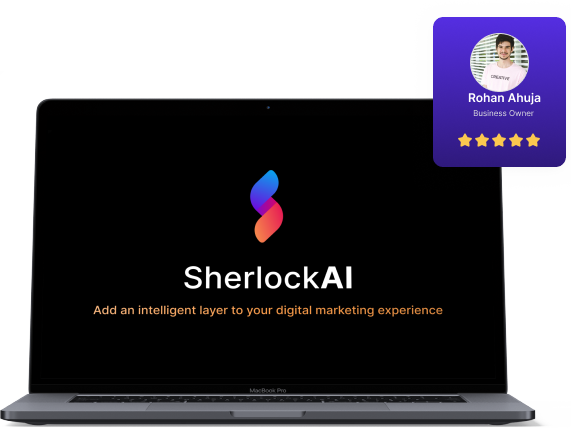 CREATIVE
Rohan Ahuja
Business Owner
SherlockAI
Add an intelligent layer to your digital marketing experience
MacBook Pro